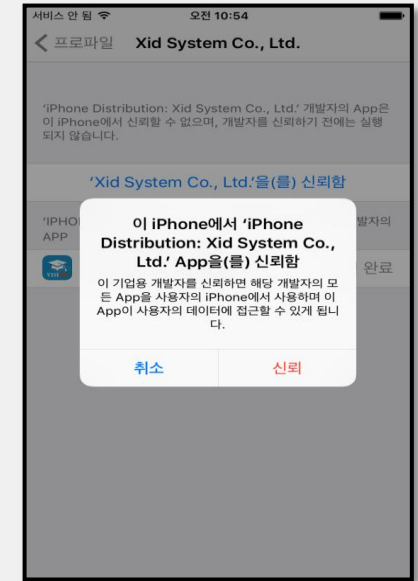 서비스 안 됨 오전 10:54
프로파일 Xid System Co., Ltd.
'iPhone Distribution: Xid System Co., Ltd.' 개발자의 App은
이 iPhone에서 신뢰할 수 없으며, 개발자를 신뢰하기 전에는 실행
되지 않습니다.
'Xid System Co., Ltd.'을(를) 신뢰함
'IPHO 발자의
APP
이 iPhone에서 'iPhone
Distribution: Xid System Co.,
Ltd.' App을(를) 신뢰함
이 기업용 개발자를 신뢰하면 해당 개발자의 모
든 App을 사용자의 iPhone에서 사용하며 이
App이 사용자의 데이터에 접근할 수 있게 됩니
다.
완료
취소 신뢰